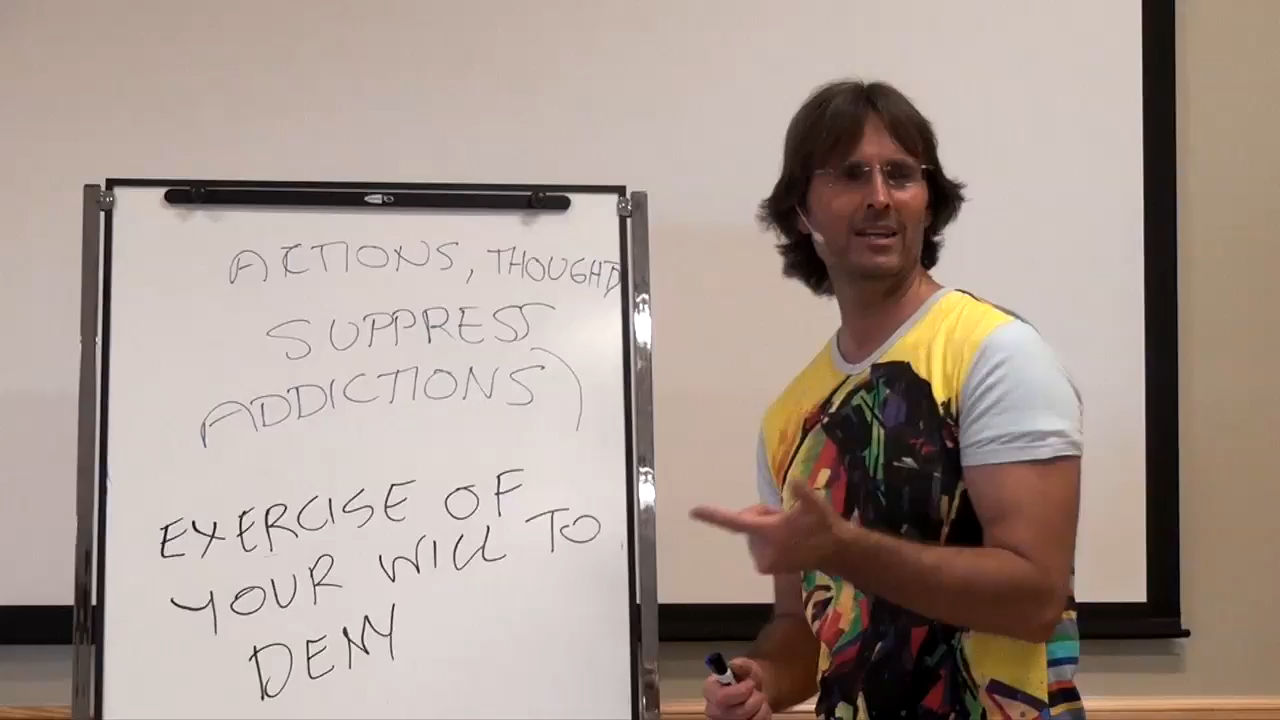 ACTIONS, THOUGHT
SUPPRESS
ADDICTIONS)
EXERCISE OF
YOUR WILL TO
DENY